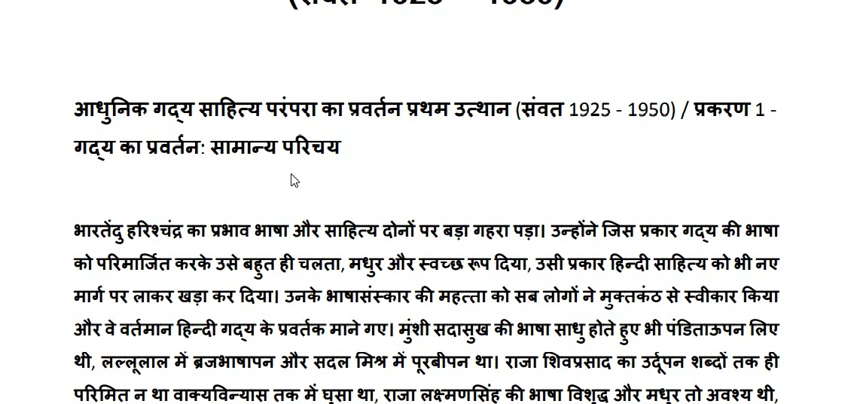 (संवत 1925 - 1950)
आधुनिक गद्य साहित्य परंपरा का प्रवर्तन प्रथम उत्थान (संवत 1925 - 1950) / प्रकरण 1 -
गद्य का प्रवर्तन: सामान्य परिचय
भारतेंदु हरिश्चंद्र का प्रभाव भाषा और साहित्य दोनों पर बड़ा गहरा पड़ा। उन्होंने जिस प्रकार गद्य की भाषा
को परिमार्जित करके उसे बहुत ही चलता, मधुर और स्वच्छ रूप दिया, उसी प्रकार हिन्दी साहित्य को भी नए
मार्ग पर लाकर खड़ा कर दिया। उनके भाषासंस्कार की महत्ता को सब लोगों ने मुक्तकंठ से स्वीकार किया
और वे वर्तमान हिन्दी गद्य के प्रवर्तक माने गए। मुंशी सदासुख की भाषा साधु होते हुए भी पंडिताऊपन लिए
थी, लल्लूलाल में ब्रजभाषापन और सदल मिश्र में पूरबीपन था। राजा शिवप्रसाद का उर्दूपन शब्दों तक ही
परिमित न था वाक्यविन्यास तक में घुसा था, राजा लक्ष्मणसिंह की भाषा विशुद्ध और मधुर तो अवश्य थी,